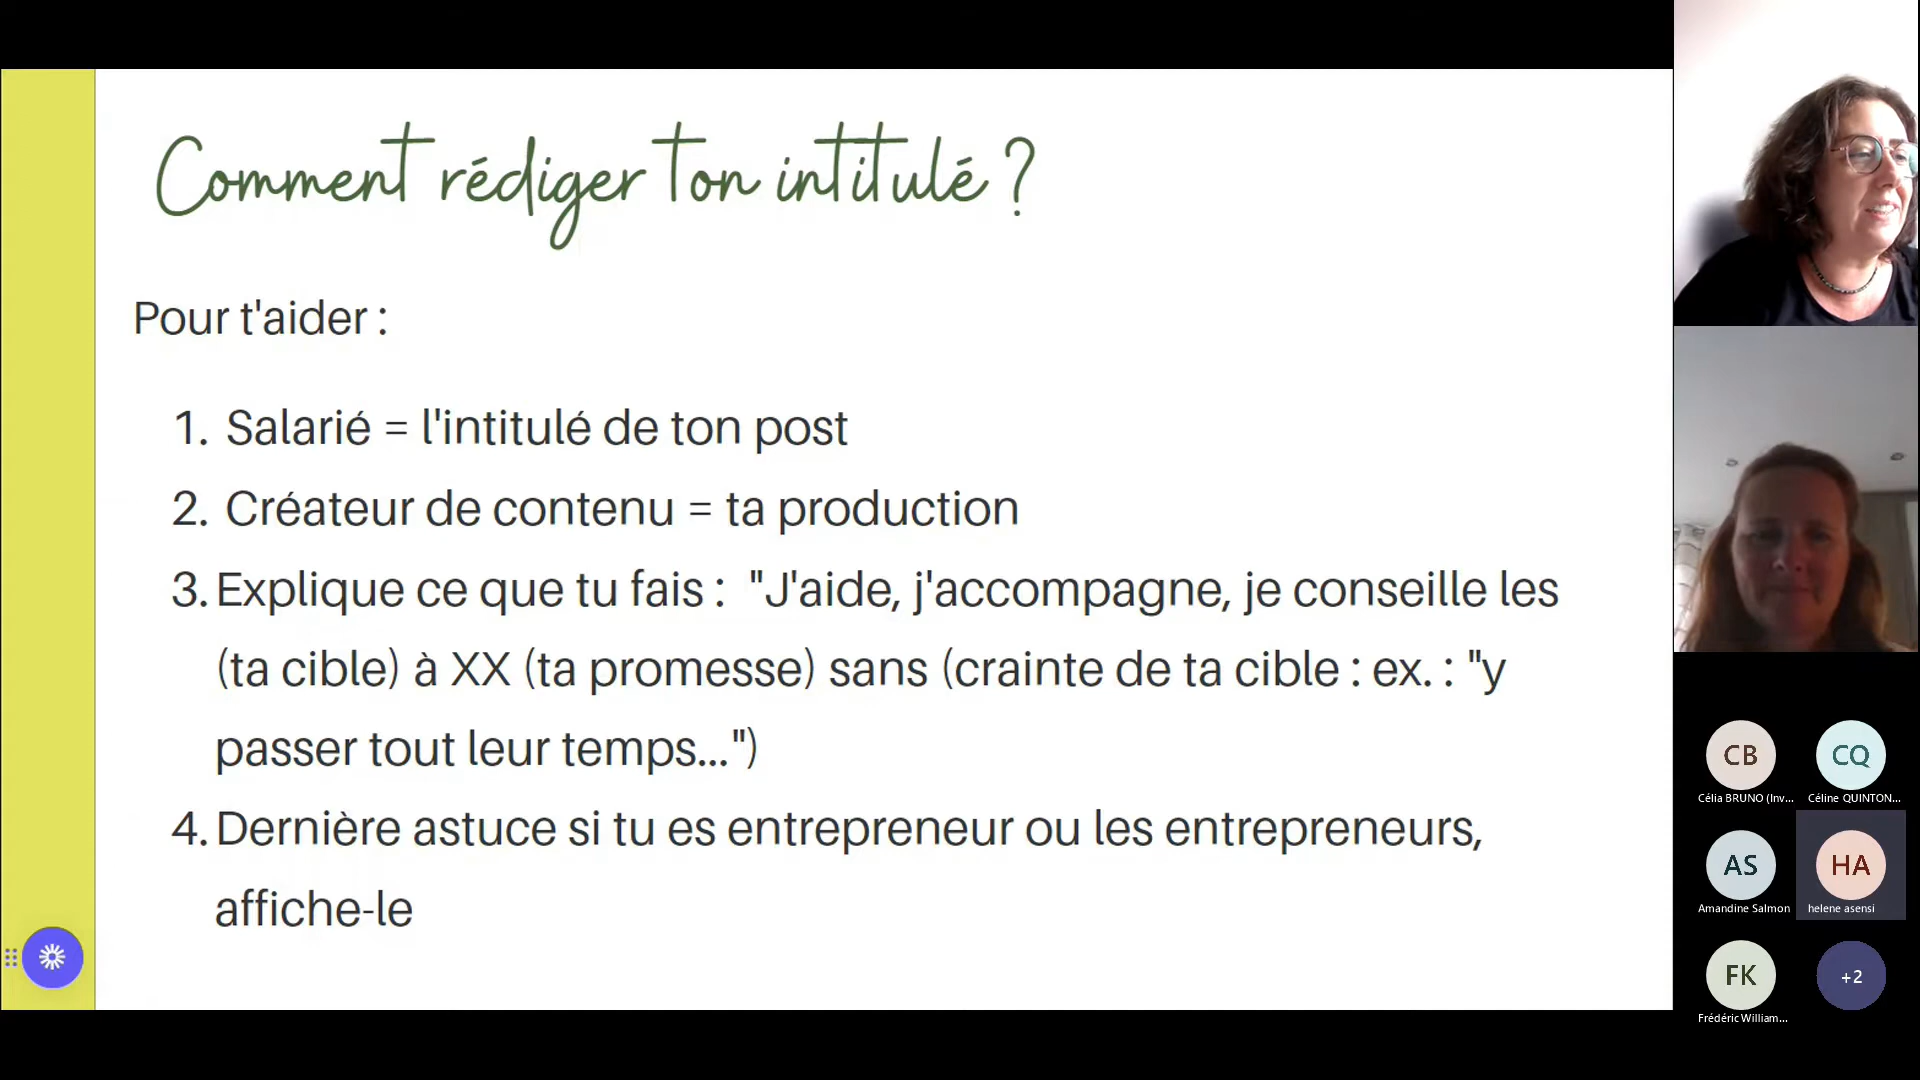 Comment rédiger ton intitulé ?
Pour t'aider :
1. Salarié = l'intitulé de ton post
2. Créateur de contenu = ta production
3. Explique ce que tu fais : "J'aide, j'accompagne, je conseille les
(ta cible) à XX (ta promesse) sans (crainte de ta cible : ex. : "y
passer tout leur temps...")
4. Dernière astuce si tu es entrepreneur ou les entrepreneurs,
affiche-le
CB
CQ
Célia BRUNO (Inv...
Céline QUINTON...
AS
HA
Amandine Salmon
helene asensi
FK
+2
Frédéric William...